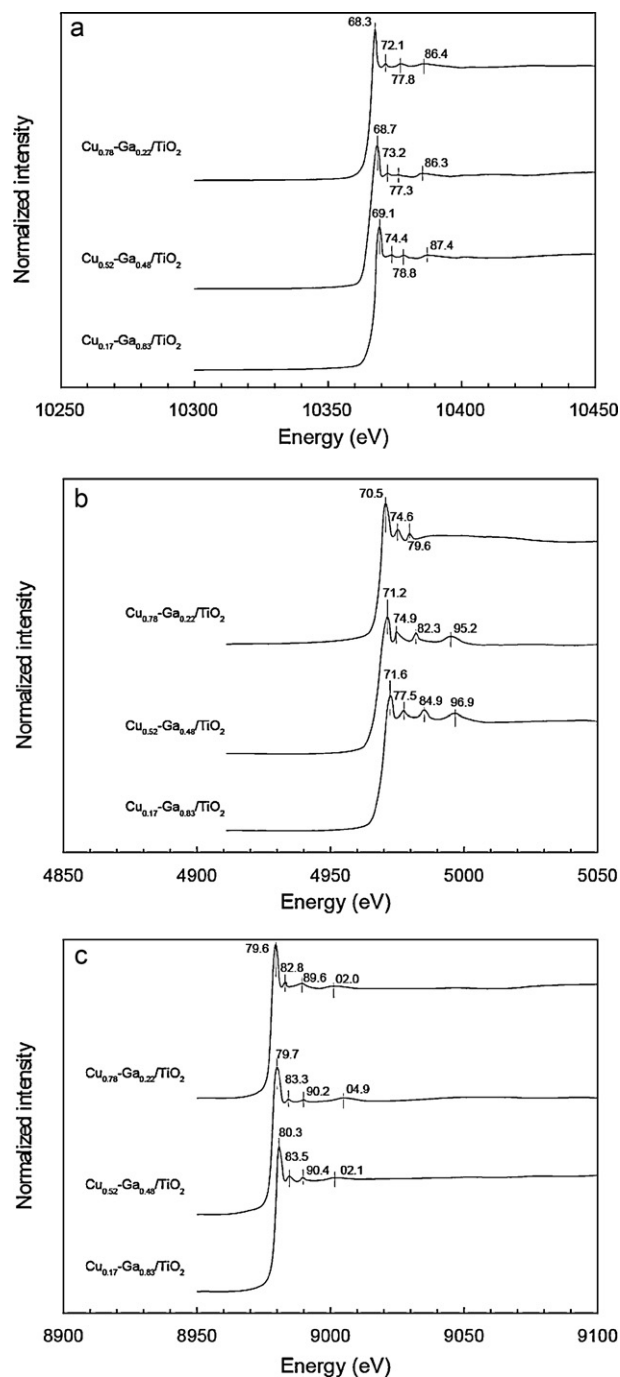 a
Normalized intensity
68.3
72.1
86.4
77.8
Cu0.78-Ga0.22/TiO2
68.7
73.2
86.3
77.3
Cu0.52-Ga0.48/TiO2
69.1
74.4
87.4
78.8
Cu0.17-Ga0.83/TiO2
10250 10300 10350 10400 10450
Energy (eV)
b
Normalized intensity
70.5
74.6
79.6
Cu0.78-Ga0.22/TiO2
71.2
74.9
82.3
95.2
Cu0.52-Ga0.48/TiO2
71.6
77.5
84.9
96.9
Cu0.17-Ga0.83/TiO2
4850 4900 4950 5000 5050
Energy (eV)
c
Normalized intensity
79.6
82.8
89.6
02.0
Cu0.78-Ga0.22/TiO2
79.7
83.3
90.2
04.9
Cu0.52-Ga0.48/TiO2
80.3
83.5
90.4
02.1
Cu0.17-Ga0.83/TiO2
8900 8950 9000 9050 9100
Energy (eV)